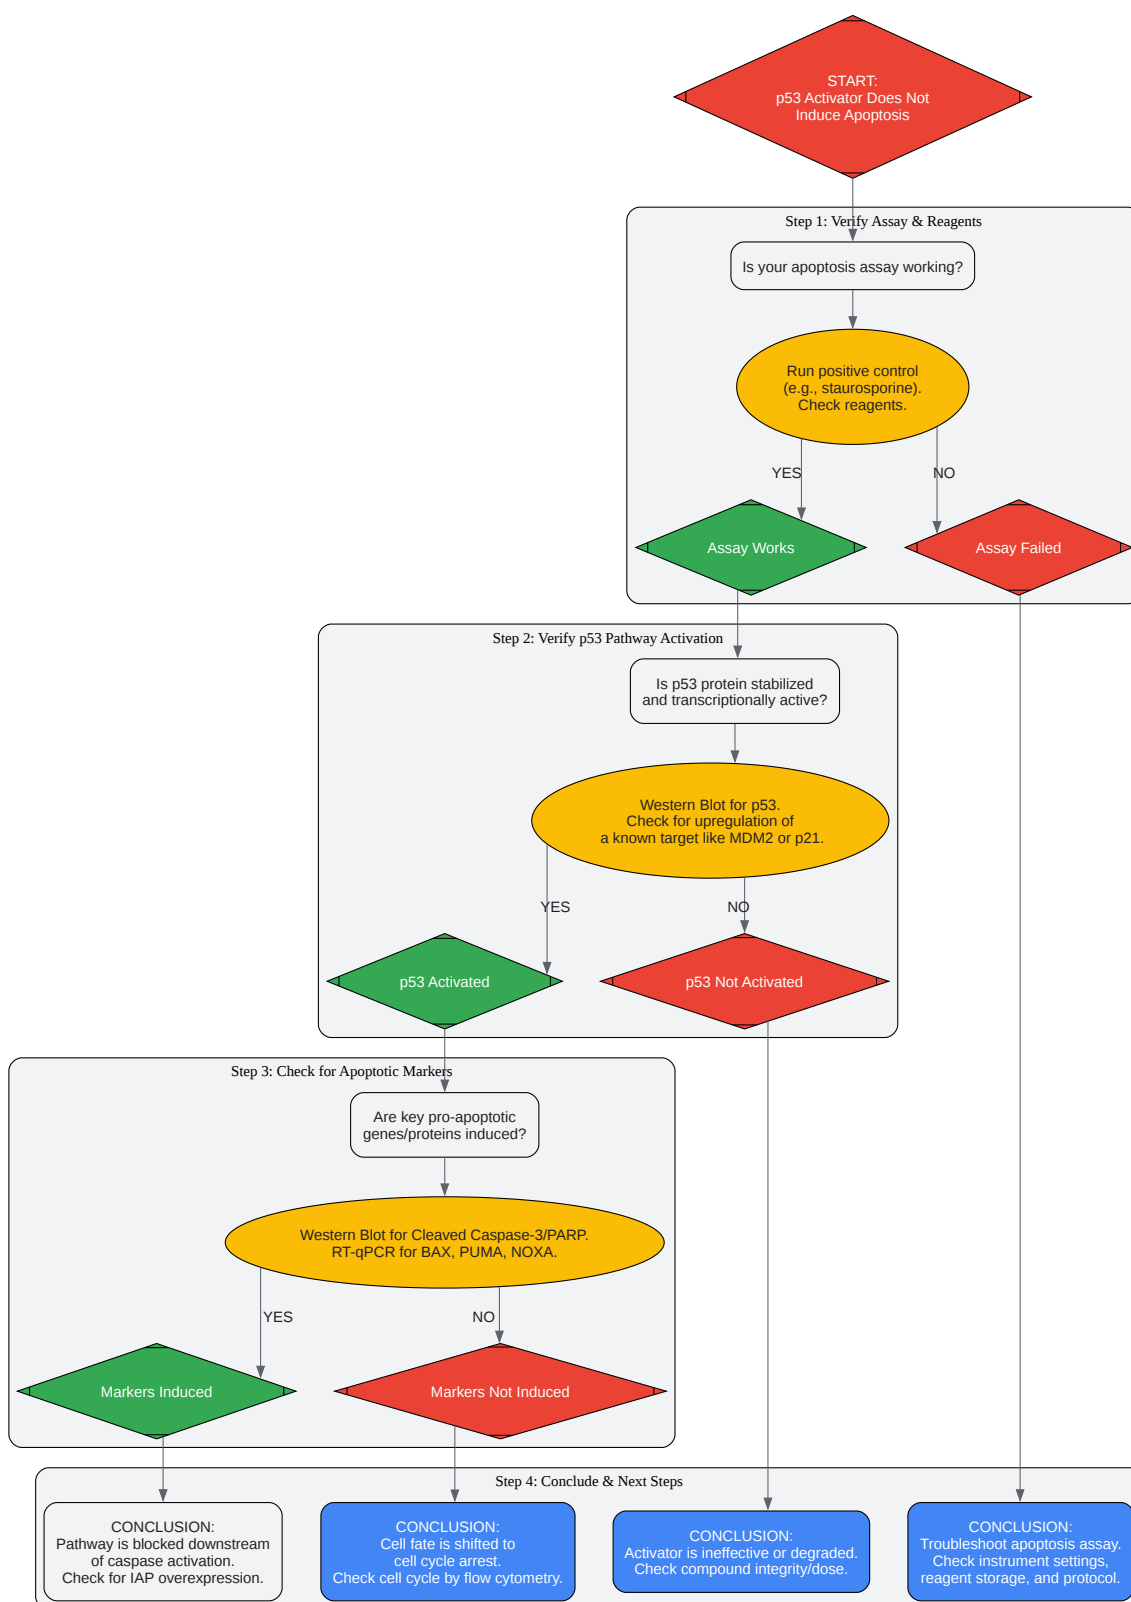 START:
p53 Activator Does Not
Induce Apoptosis
Step 1: Verify Assay & Reagents
Is your apoptosis assay working?
Run positive control
(e.g., staurosporine).
Check reagents.
YES
NO
Assay Works
Assay Failed
Step 2: Verify p53 Pathway Activation
Is p53 protein stabilized
and transcriptionally active?
Western Blot for p53.
Check for upregulation of
a known target like MDM2 or p21.
YES
NO
p53 Activated
p53 Not Activated
Step 3: Check for Apoptotic Markers
Are key pro-apoptotic
genes/proteins induced?
Western Blot for Cleaved Caspase-3/PARP.
RT-qPCR for BAX, PUMA, NOXA.
YES
NO
Markers Induced
Markers Not Induced
Step 4: Conclude & Next Steps
CONCLUSION:
Pathway is blocked downstream
of caspase activation.
Check for IAP overexpression.
CONCLUSION:
Cell fate is shifted to
cell cycle arrest.
Check cell cycle by flow cytometry.
CONCLUSION:
Activator is ineffective or degraded.
Check compound integrity/dose.
CONCLUSION:
Troubleshoot apoptosis assay.
Check instrument settings,
reagent storage, and protocol.